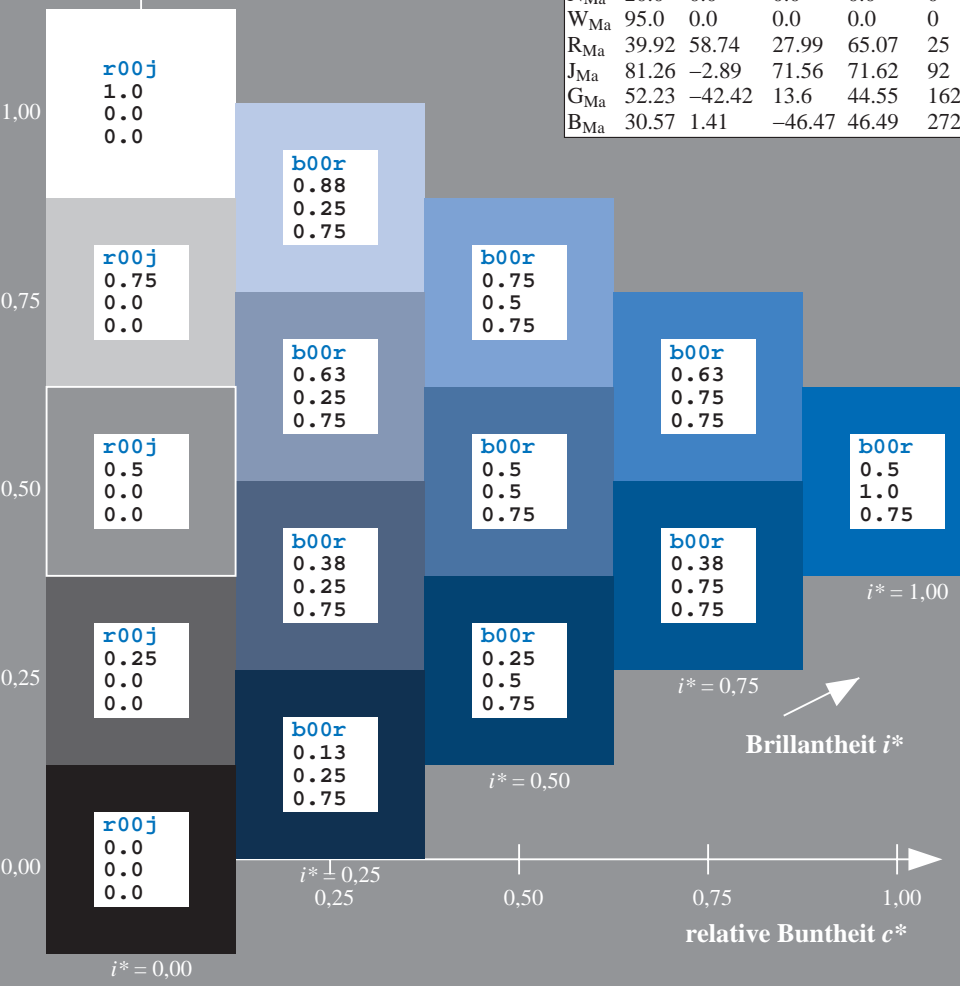 W_Ma 95.0 0.0 0.0 0.0 0
R_Ma 39.92 58.74 27.99 65.07 25
J_Ma 81.26 –2.89 71.56 71.62 92
G_Ma 52.23 –42.42 13.6 44.55 162
B_Ma 30.57 1.41 –46.47 46.49 272
1,00
r00j
1.0
0.0
0.0
b00r
0.88
0.25
0.75
0,75
r00j
0.75
0.0
0.0
b00r
0.75
0.5
0.75
b00r
0.63
0.25
0.75
b00r
0.63
0.75
0.75
0,50
r00j
0.5
0.0
0.0
b00r
0.5
0.5
0.75
b00r
0.5
1.0
0.75
b00r
0.38
0.25
0.75
b00r
0.38
0.75
0.75
i* = 1,00
0,25
r00j
0.25
0.0
0.0
b00r
0.25
0.5
0.75
i* = 0,75
b00r
0.13
0.25
0.75
Brillantheit i*
i* = 0,50
0,00
r00j
0.0
0.0
0.0
i* = 0,25
0,25 0,50 0,75 1,00
relative Buntheit c*
i* = 0,00